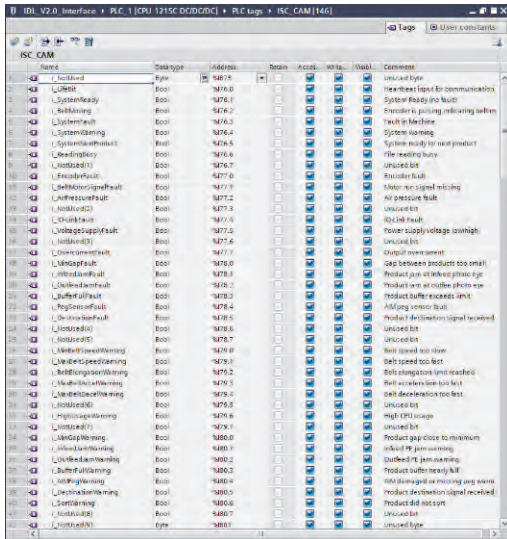 IDL_V2.0_Interface ▸ PLC_1 [CPU 1215C DC/DC/DC] ▸ PLC tags ▸ ISC_CAM [146]
Tags User constants
ISC_CAM
Name Data type Address Retain Acces... Writa... Visibl... Comment
i_NotUsed Byte %IB75 Unused byte
i_LifeBit Bool %I76.0 Heartbeat input for communication
i_SystemReady Bool %I76.1 System Ready (no fault)
i_BeltMoving Bool %I76.2 Encoder is pulsing indicating belt m
i_SystemFault Bool %I76.3 Fault in Machine
i_SystemWarning Bool %I76.4 System Warning
i_SystemNextProduct Bool %I76.5 System ready for next product
i_ReadingBusy Bool %I76.6 File reading busy
i_NotUsed(1) Bool %I76.7 Unused bit
i_EncoderFault Bool %I77.0 Encoder fault
i_BeltMotorSignalFault Bool %I77.1 Motor run signal missing
i_AirPressureFault Bool %I77.2 Air pressure fault
i_NotUsed(2) Bool %I77.3 Unused bit
i_IO-LinkFault Bool %I77.4 IO-Link Fault
i_VoltageSupplyFault Bool %I77.5 Power supply voltage low/high
i_NotUsed(3) Bool %I77.6 Unused bit
i_OvercurrentFault Bool %I77.7 Output overcurrent
i_MinGapFault Bool %I78.0 Gap between products too small
i_InfeedJamFault Bool %I78.1 Product jam at infeed photo eye
i_OutfeedJamFault Bool %I78.2 Product jam at outfee photo eye
i_BufferFullFault Bool %I78.3 Product buffer exceeds limit
i_PegSensorFault Bool %I78.4 AIM peg sensor fault
i_DestinationFault Bool %I78.5 Product destination signal received
i_NotUsed(4) Bool %I78.6 Unused bit
i_NotUsed(5) Bool %I78.7 Unused bit
i_MinBeltSpeedWarning Bool %I79.0 Belt speed too slow
i_MaxBeltSpeedWarning Bool %I79.1 Belt speed too fast
i_BeltElongationWarning Bool %I79.2 Belt elongation limit reached
i_MaxBeltAccelWarning Bool %I79.3 Belt acceleration too fast
i_MaxBeltDecelWarning Bool %I79.4 Belt deceleration too fast
i_NotUsed(6) Bool %I79.5 Unused bit
i_HighUsageWarning Bool %I79.6 High CPU usage
i_NotUsed(7) Bool %I79.7 Unused bit
i_MinGapWarning Bool %I80.0 Product gap close to minimum
i_InfeedJamWarning Bool %I80.1 Infeed PE jam warning
i_OutfeedJamWarning Bool %I80.2 Outfeed PE jam warning
i_BufferFullWarning Bool %I80.3 Product buffer nearly full
i_AIMPegWarning Bool %I80.4 AIM damaged or missing peg warni
i_DestinationWarning Bool %I80.5 Product destination signal received
i_SortWarning Bool %I80.6 Product did not sort
i_NotUsed(8) Bool %I80.7 Unused bit
i_NotUsed(9) Byte %IB81 Unused byte